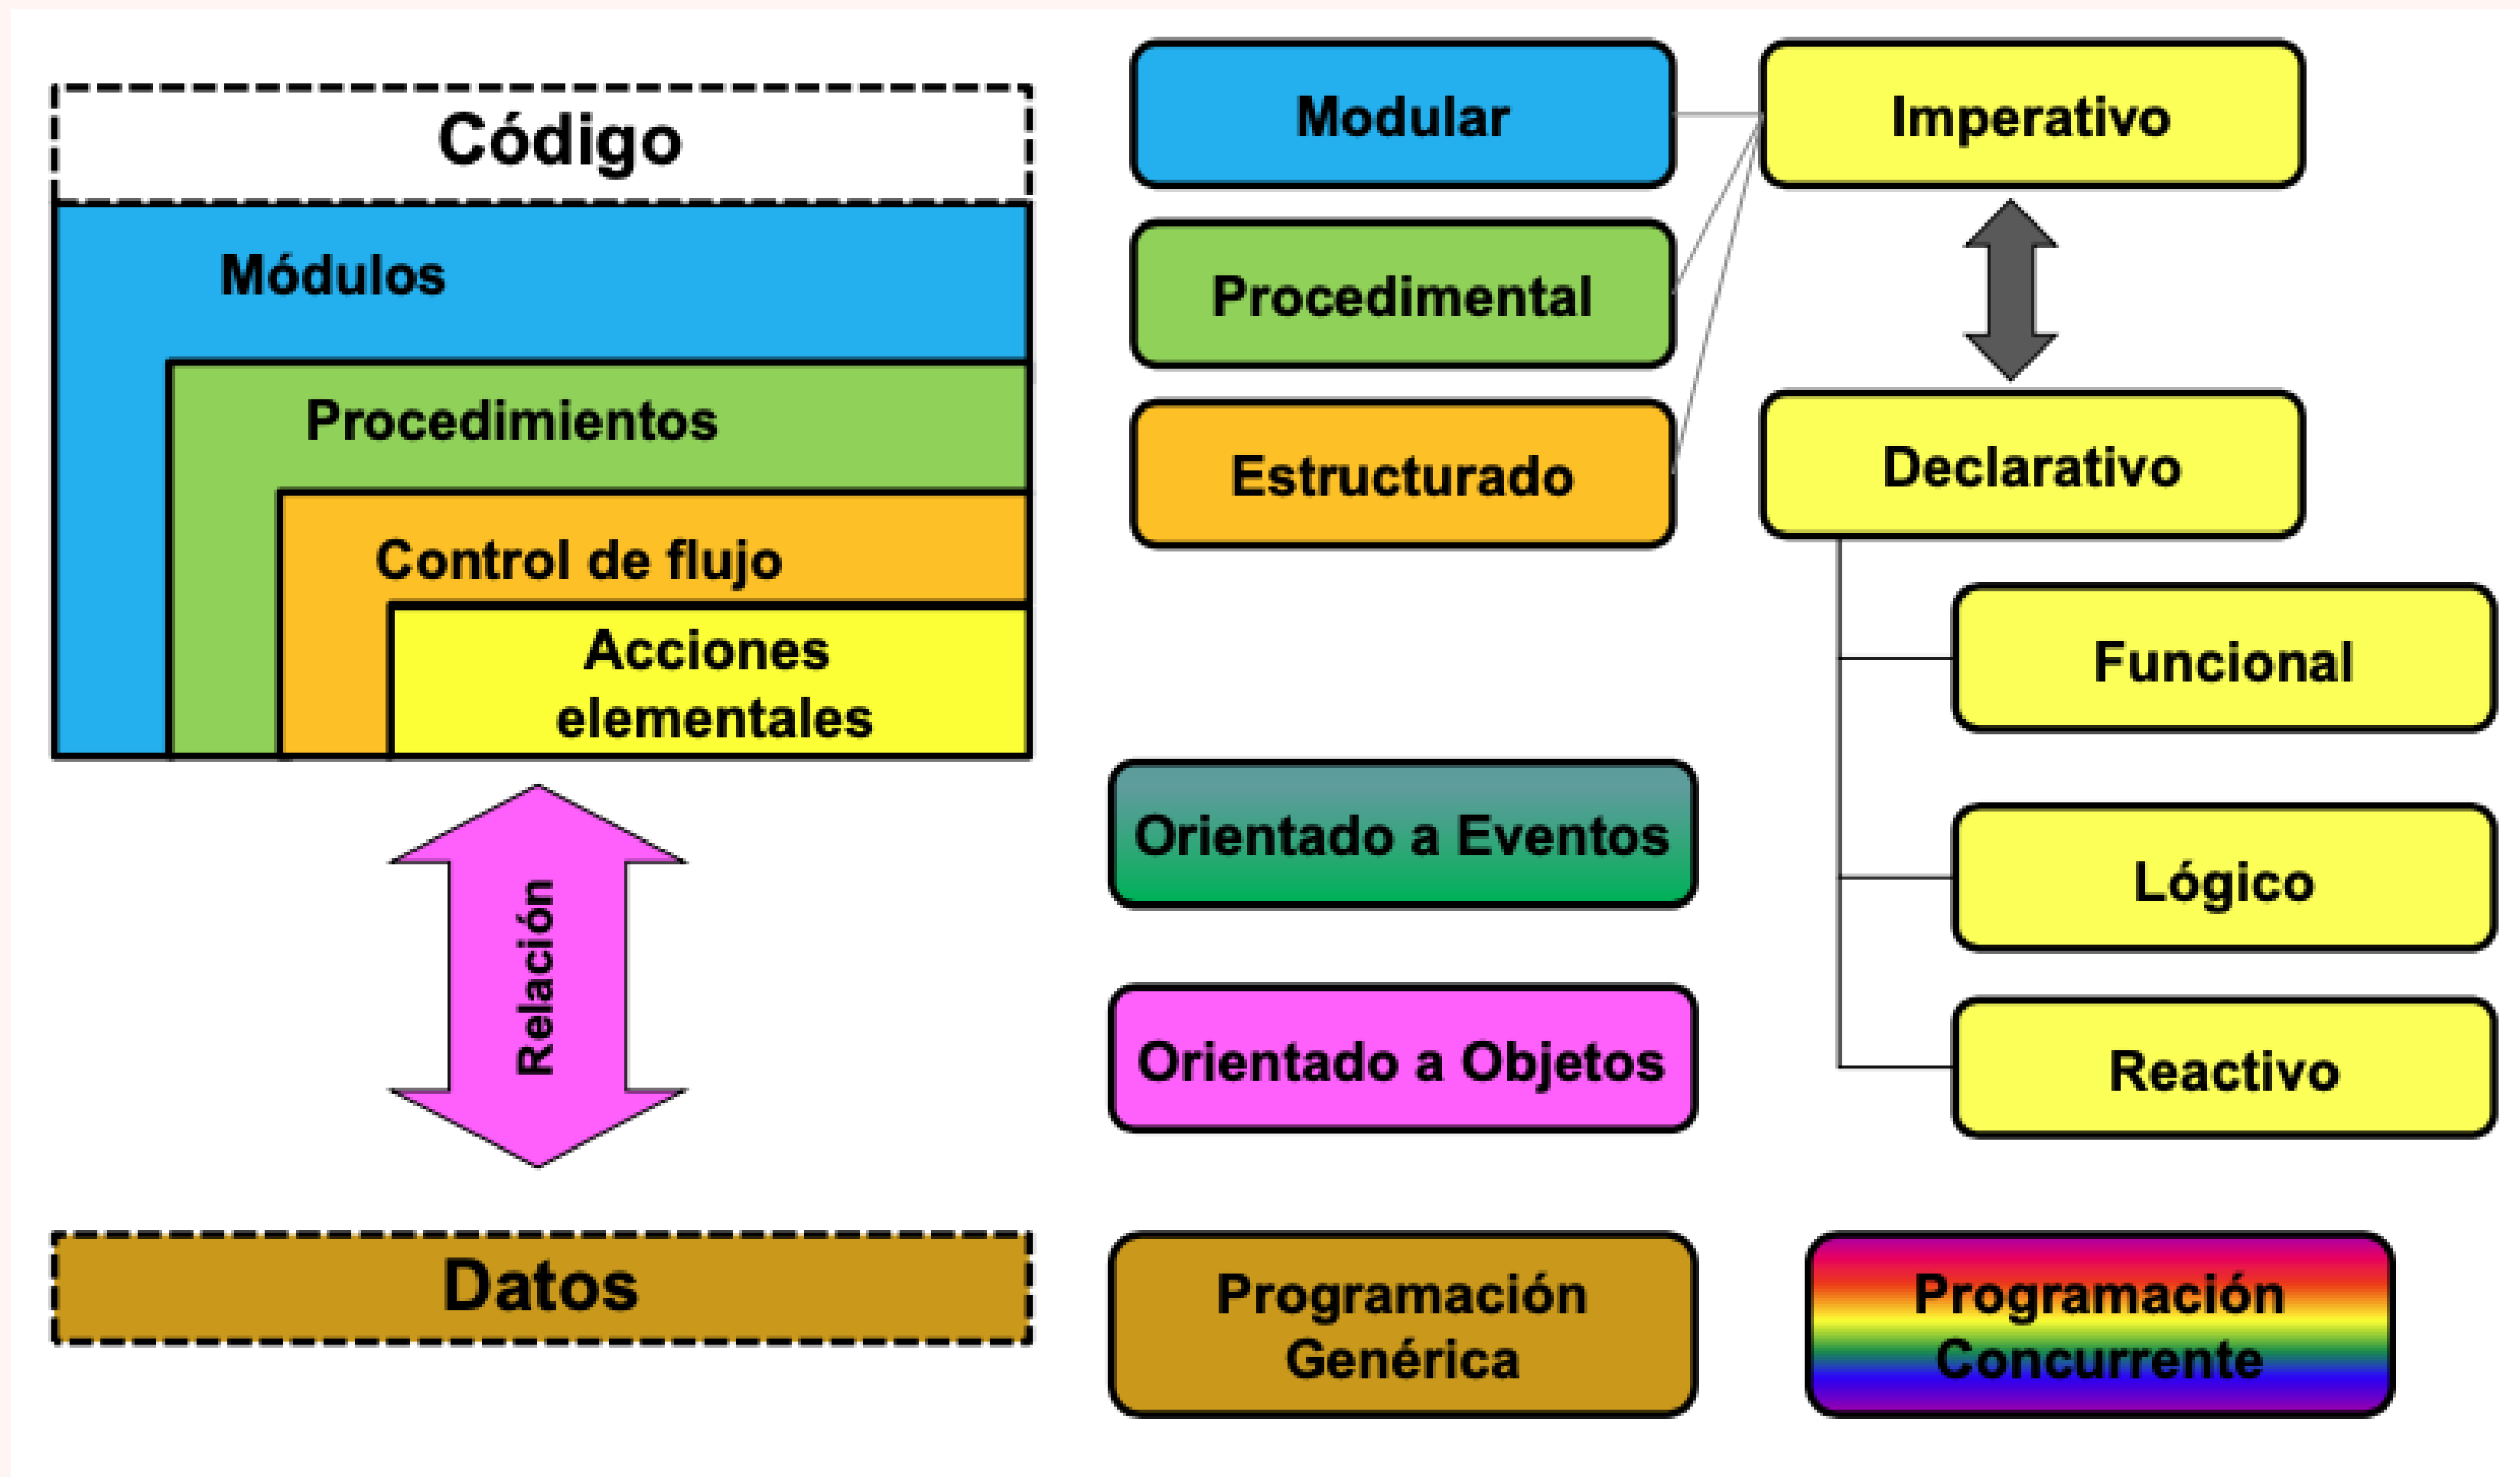 Código
Módulos
Procedimientos
Control de flujo
Acciones
elementales
Relación
Datos
Modular
Procedimental
Estructurado
Orientado a Eventos
Orientado a Objetos
Programación
Genérica
Imperativo
Declarativo
Funcional
Lógico
Reactivo
Programación
Concurrente